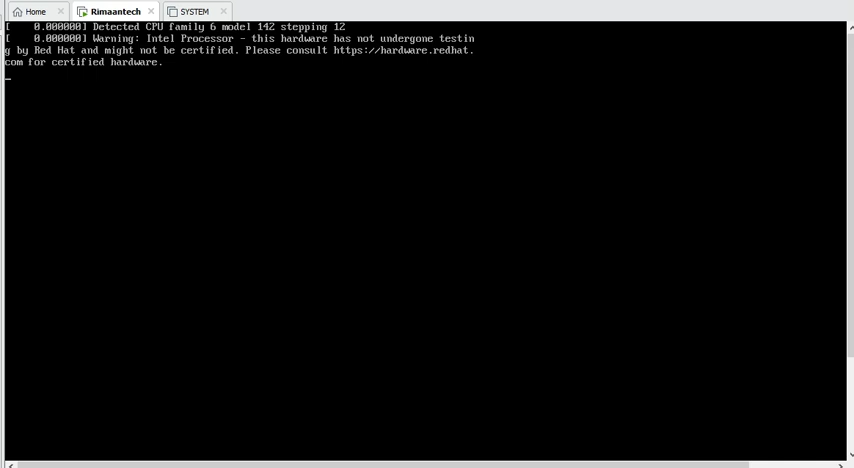 Home Rimaantech SYSTEM
[    0.000000] Detected CPU family 6 model 142 stepping 12
[    0.000000] Warning: Intel Processor - this hardware has not undergone testin
g by Red Hat and might not be certified. Please consult https://hardware.redhat.
com for certified hardware.